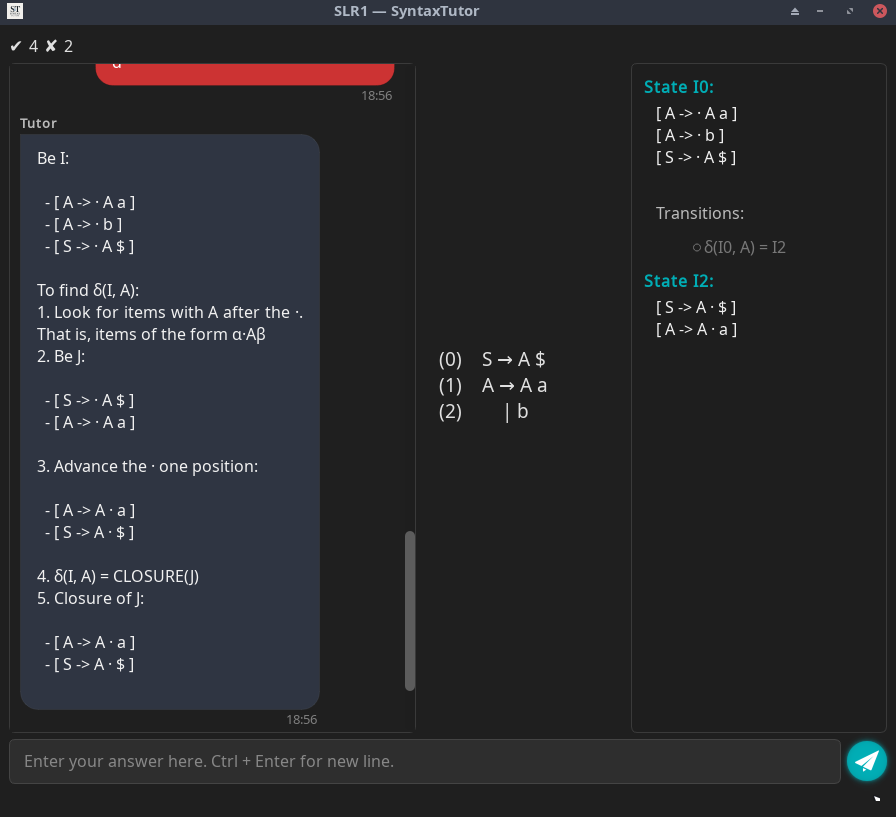 ST
SLR1 — SyntaxTutor
✔ 4 ✘ 2
18:56
Tutor
Be I:
- [ A -> · A a ]
- [ A -> · b ]
- [ S -> · A $ ]
To find δ(I, A):
1. Look for items with A after the ·.
That is, items of the form α·Aβ
2. Be J:
- [ S -> · A $ ]
- [ A -> · A a ]
3. Advance the · one position:
- [ A -> A · a ]
- [ S -> A · $ ]
4. δ(I, A) = CLOSURE(J)
5. Closure of J:
- [ A -> A · a ]
- [ S -> A · $ ]
18:56
(0) S → A $
(1) A → A a
(2) | b
State I0:
[ A -> · A a ]
[ A -> · b ]
[ S -> · A $ ]
Transitions:
○ δ(I0, A) = I2
State I2:
[ S -> A · $ ]
[ A -> A · a ]
Enter your answer here. Ctrl + Enter for new line.